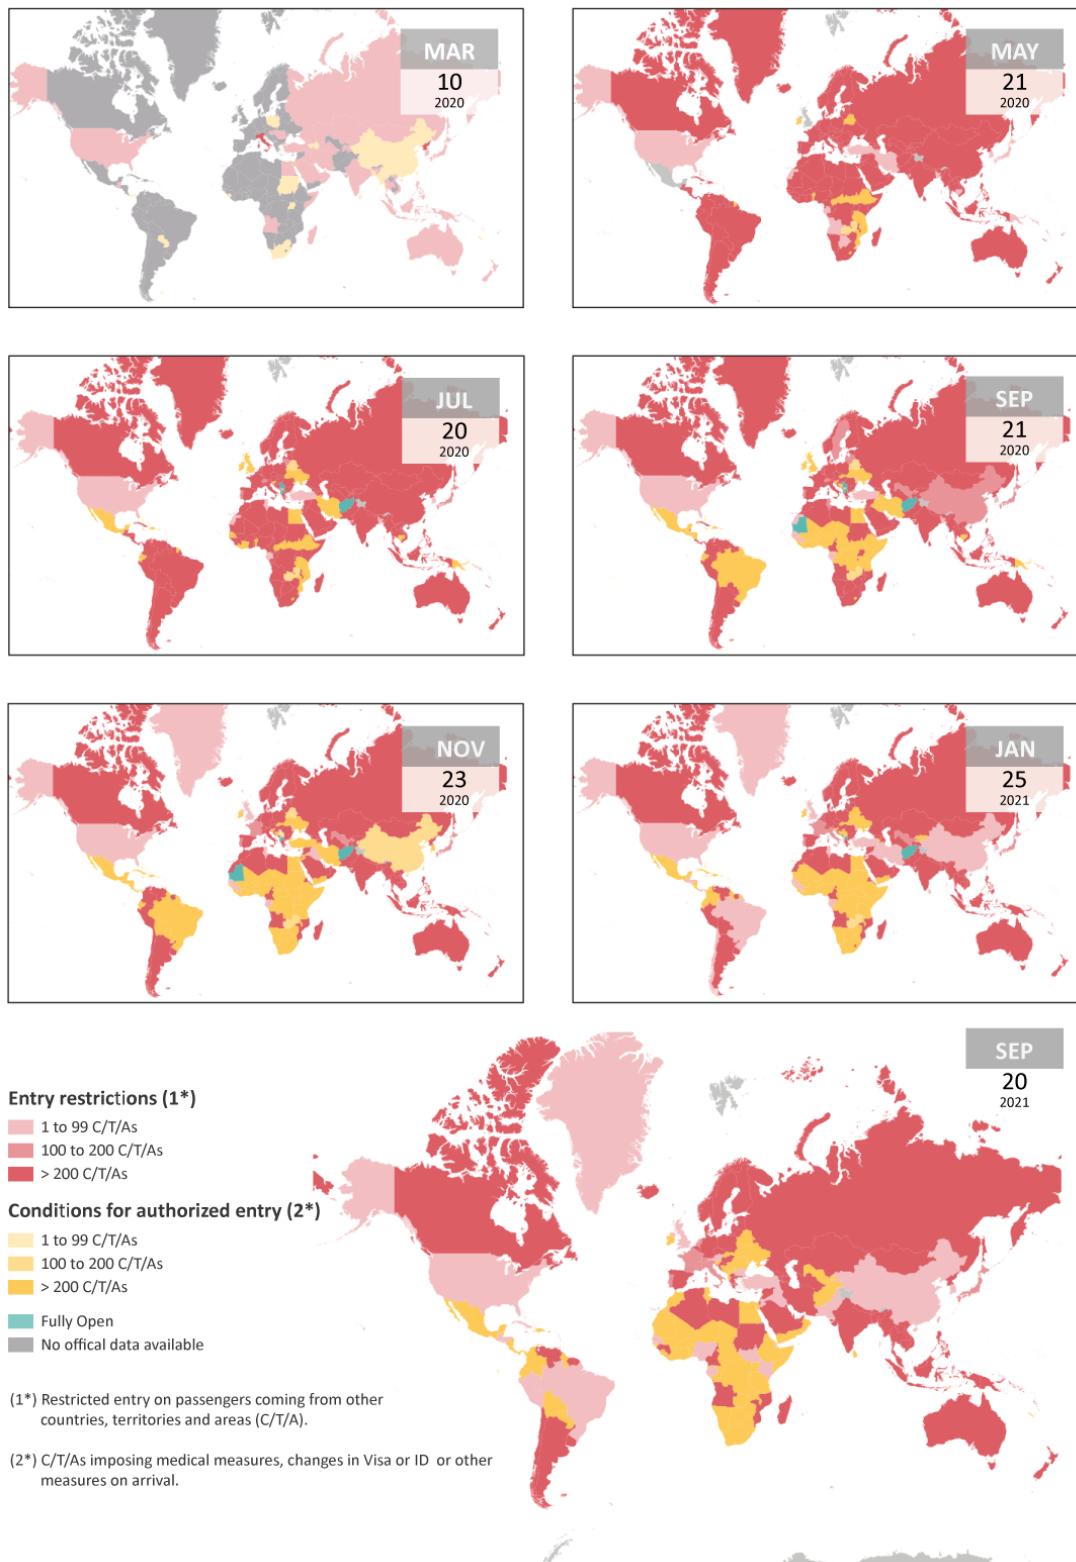 MAR
10
2020
MAY
21
2020
JUL
20
2020
SEP
21
2020
NOV
23
2020
JAN
25
2021
SEP
20
2021
Entry restrictions (1*)
1 to 99 C/T/As
100 to 200 C/T/As
> 200 C/T/As
Conditions for authorized entry (2*)
1 to 99 C/T/As
100 to 200 C/T/As
> 200 C/T/As
Fully Open
No offical data available
(1*) Restricted entry on passengers coming from other
countries, territories and areas (C/T/A).
(2*) C/T/As imposing medical measures, changes in Visa or ID or other
measures on arrival.